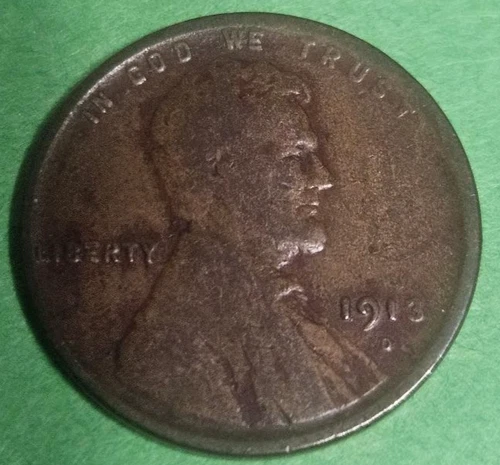 IN GOD WE TRUST
LIBERTY
1913
D